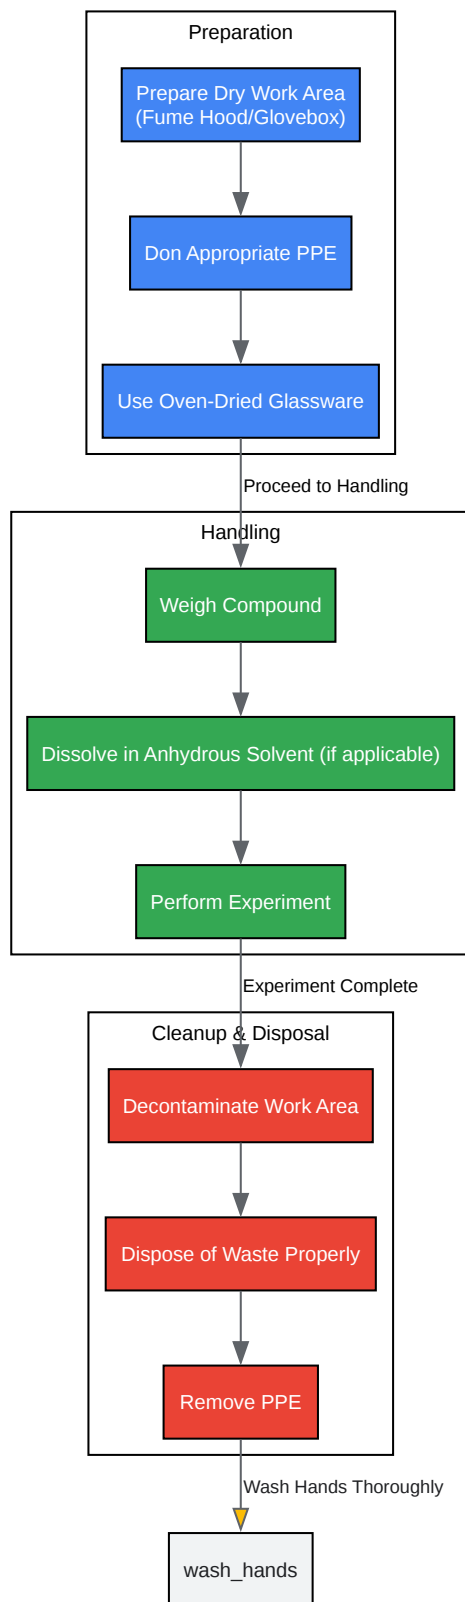 Preparation
Prepare Dry Work Area
(Fume Hood/Glovebox)
Don Appropriate PPE
Use Oven-Dried Glassware
Proceed to Handling
Handling
Weigh Compound
Dissolve in Anhydrous Solvent (if applicable)
Perform Experiment
Experiment Complete
Cleanup & Disposal
Decontaminate Work Area
Dispose of Waste Properly
Remove PPE
Wash Hands Thoroughly
wash_hands